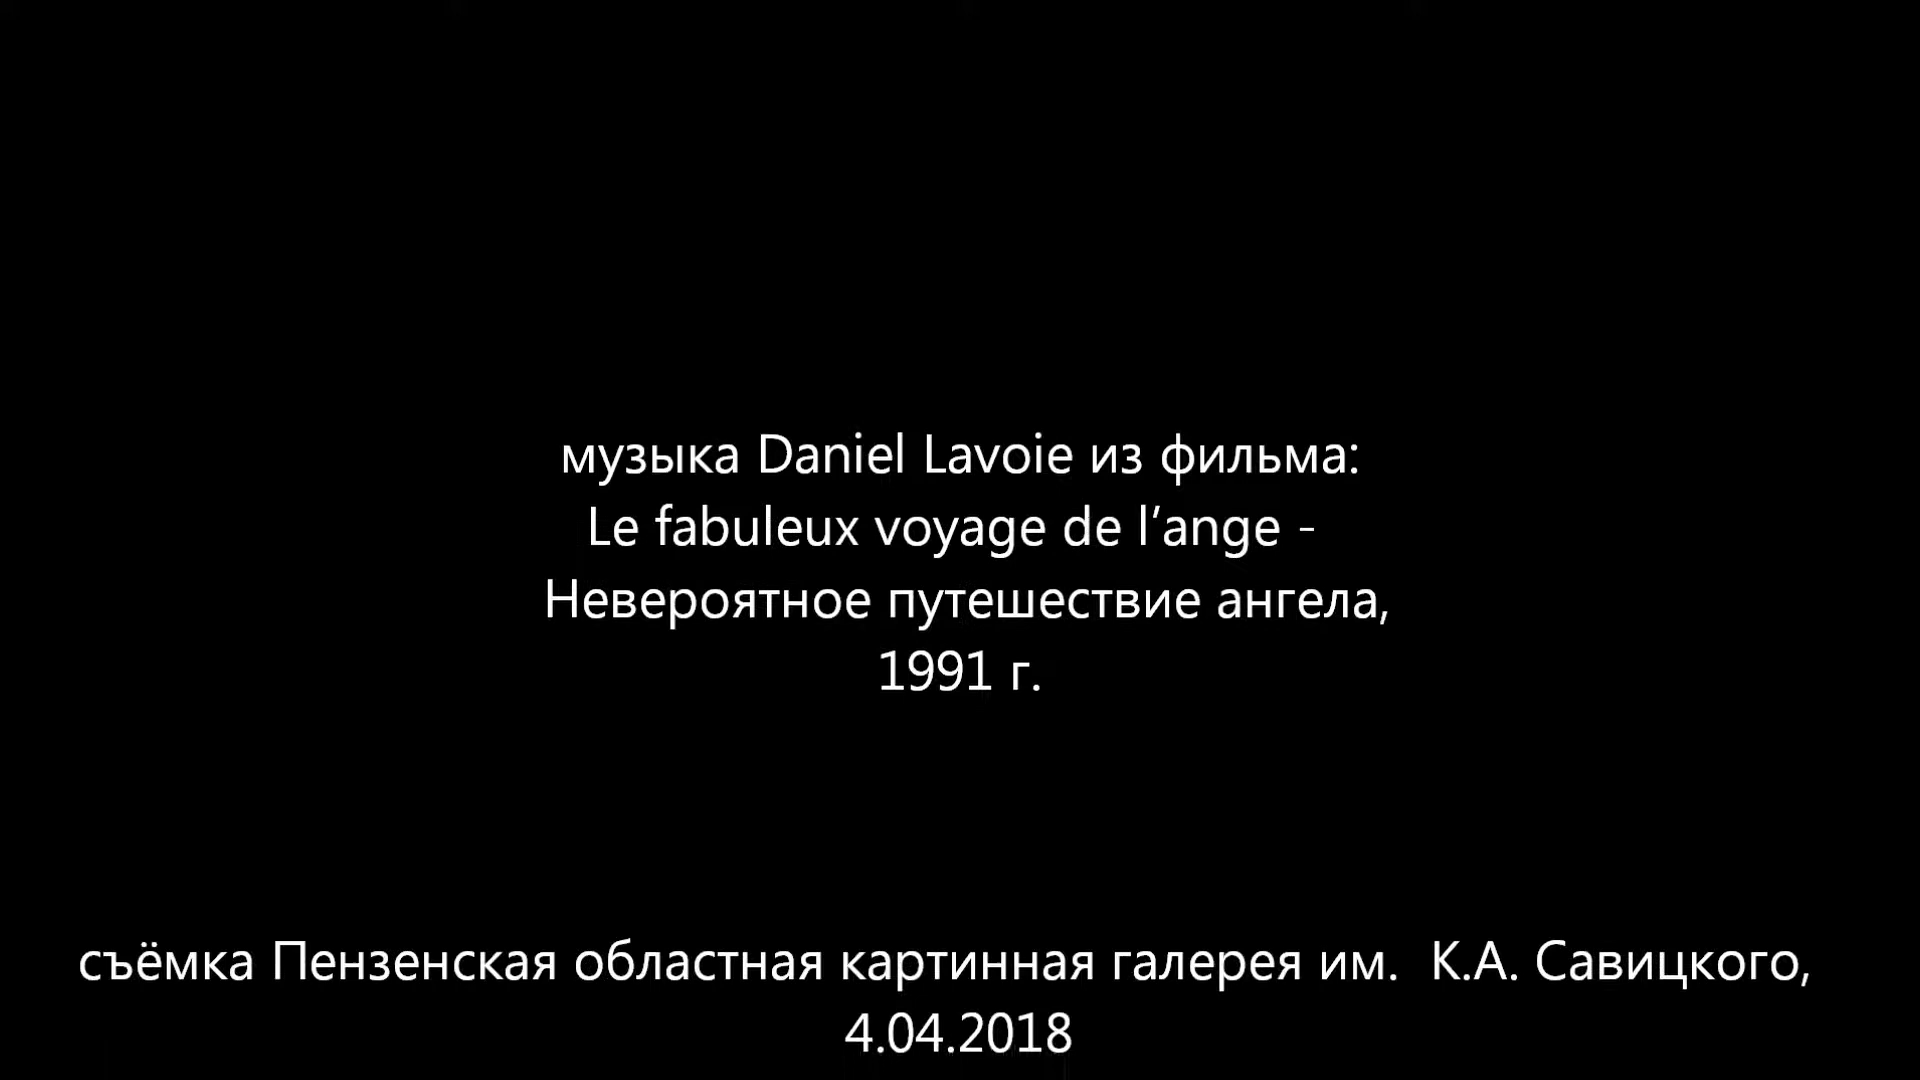 музыка Daniel Lavoie из фильма:
Le fabuleux voyage de l’ange -
Невероятное путешествие ангела,
1991 г.
съёмка Пензенская областная картинная галерея им.  К.А. Савицкого,
4.04.2018